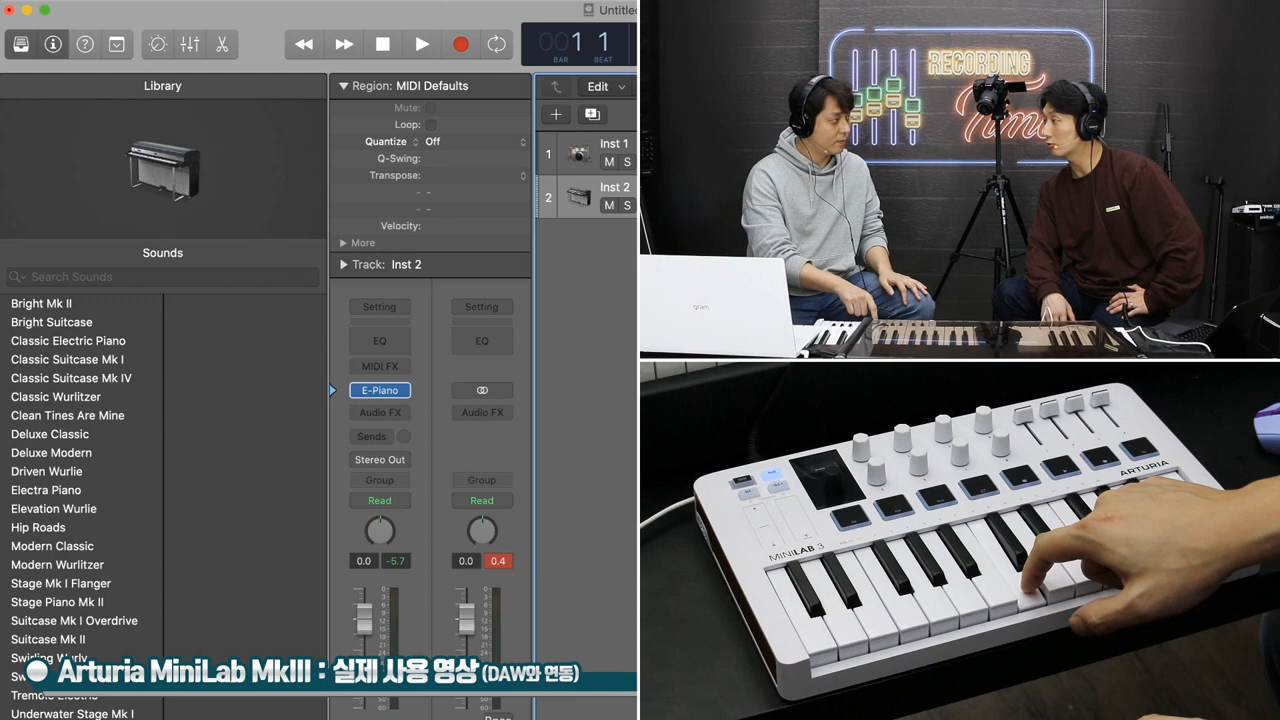 Untitle
1 1
BAR BEAT
Library
Region: MIDI Defaults
Mute:
Loop:
Quantize Off
Q-Swing:
Transpose:
Velocity:
More
Track: Inst 2
Edit
1 Inst 1
M S
2 Inst 2
M S
Sounds
Search Sounds
Bright Mk II
Bright Suitcase
Classic Electric Piano
Classic Suitcase Mk I
Classic Suitcase Mk IV
Classic Wurlitzer
Clean Tines Are Mine
Deluxe Classic
Deluxe Modern
Driven Wurlie
Electra Piano
Elevation Wurlie
Hip Roads
Modern Classic
Modern Wurlitzer
Stage Mk I Flanger
Stage Piano Mk II
Suitcase Mk I Overdrive
Suitcase Mk II
Underwater Stage Mk I
Setting Setting
EQ EQ
MIDI FX
E-Piano
Audio FX Audio FX
Sends
Stereo Out
Group Group
Read Read
0.0 -5.7 0.0 0.4
Arturia MiniLab MkIII : 실제 사용 영상 (DAW와 연동)
RECORDING
Time
gram
ARTURIA
MINILAB 3